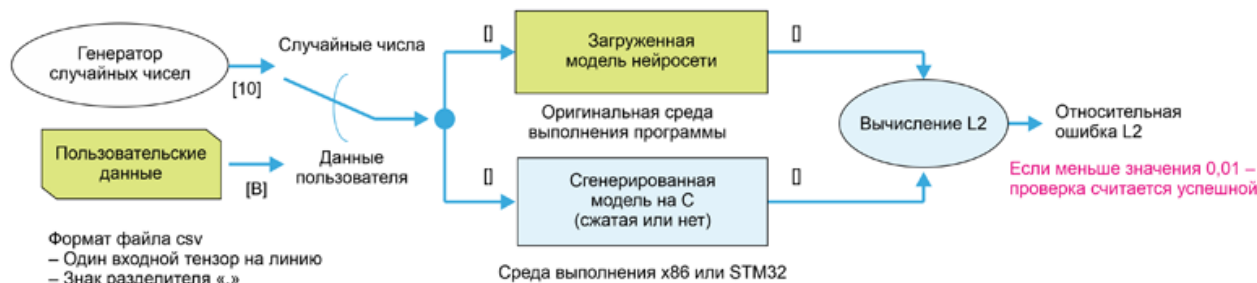 Генератор
случайных чисел
[10]
Случайные числа
Пользовательские
данные
[B]
Данные
пользователя
Формат файла csv
– Один входной тензор на линию
– Знак разделителя «,»
[]
Загруженная
модель нейросети
[]
Оригинальная среда
выполнения программы
[]
Сгенерированная
модель на С
(сжатая или нет)
[]
Среда выполнения x86 или STM32
Вычисление L2
Относительная
ошибка L2
Если меньше значения 0,01 –
проверка считается успешной